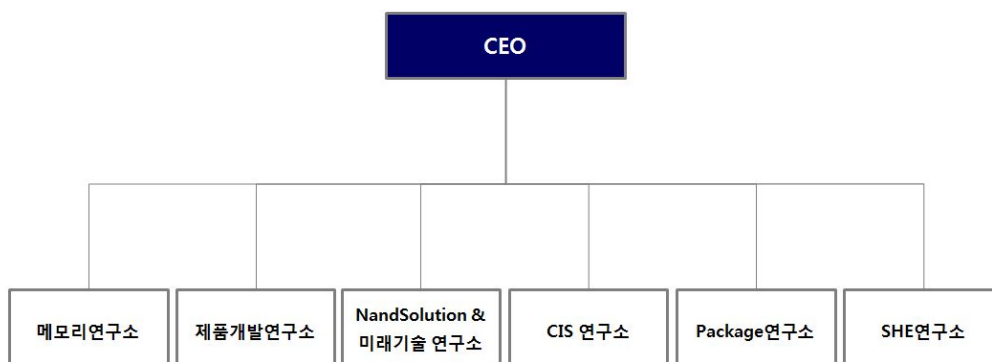 CEO
메모리연구소
제품개발연구소
NandSolution &
미래기술 연구소
CIS 연구소
Package연구소
SHE연구소